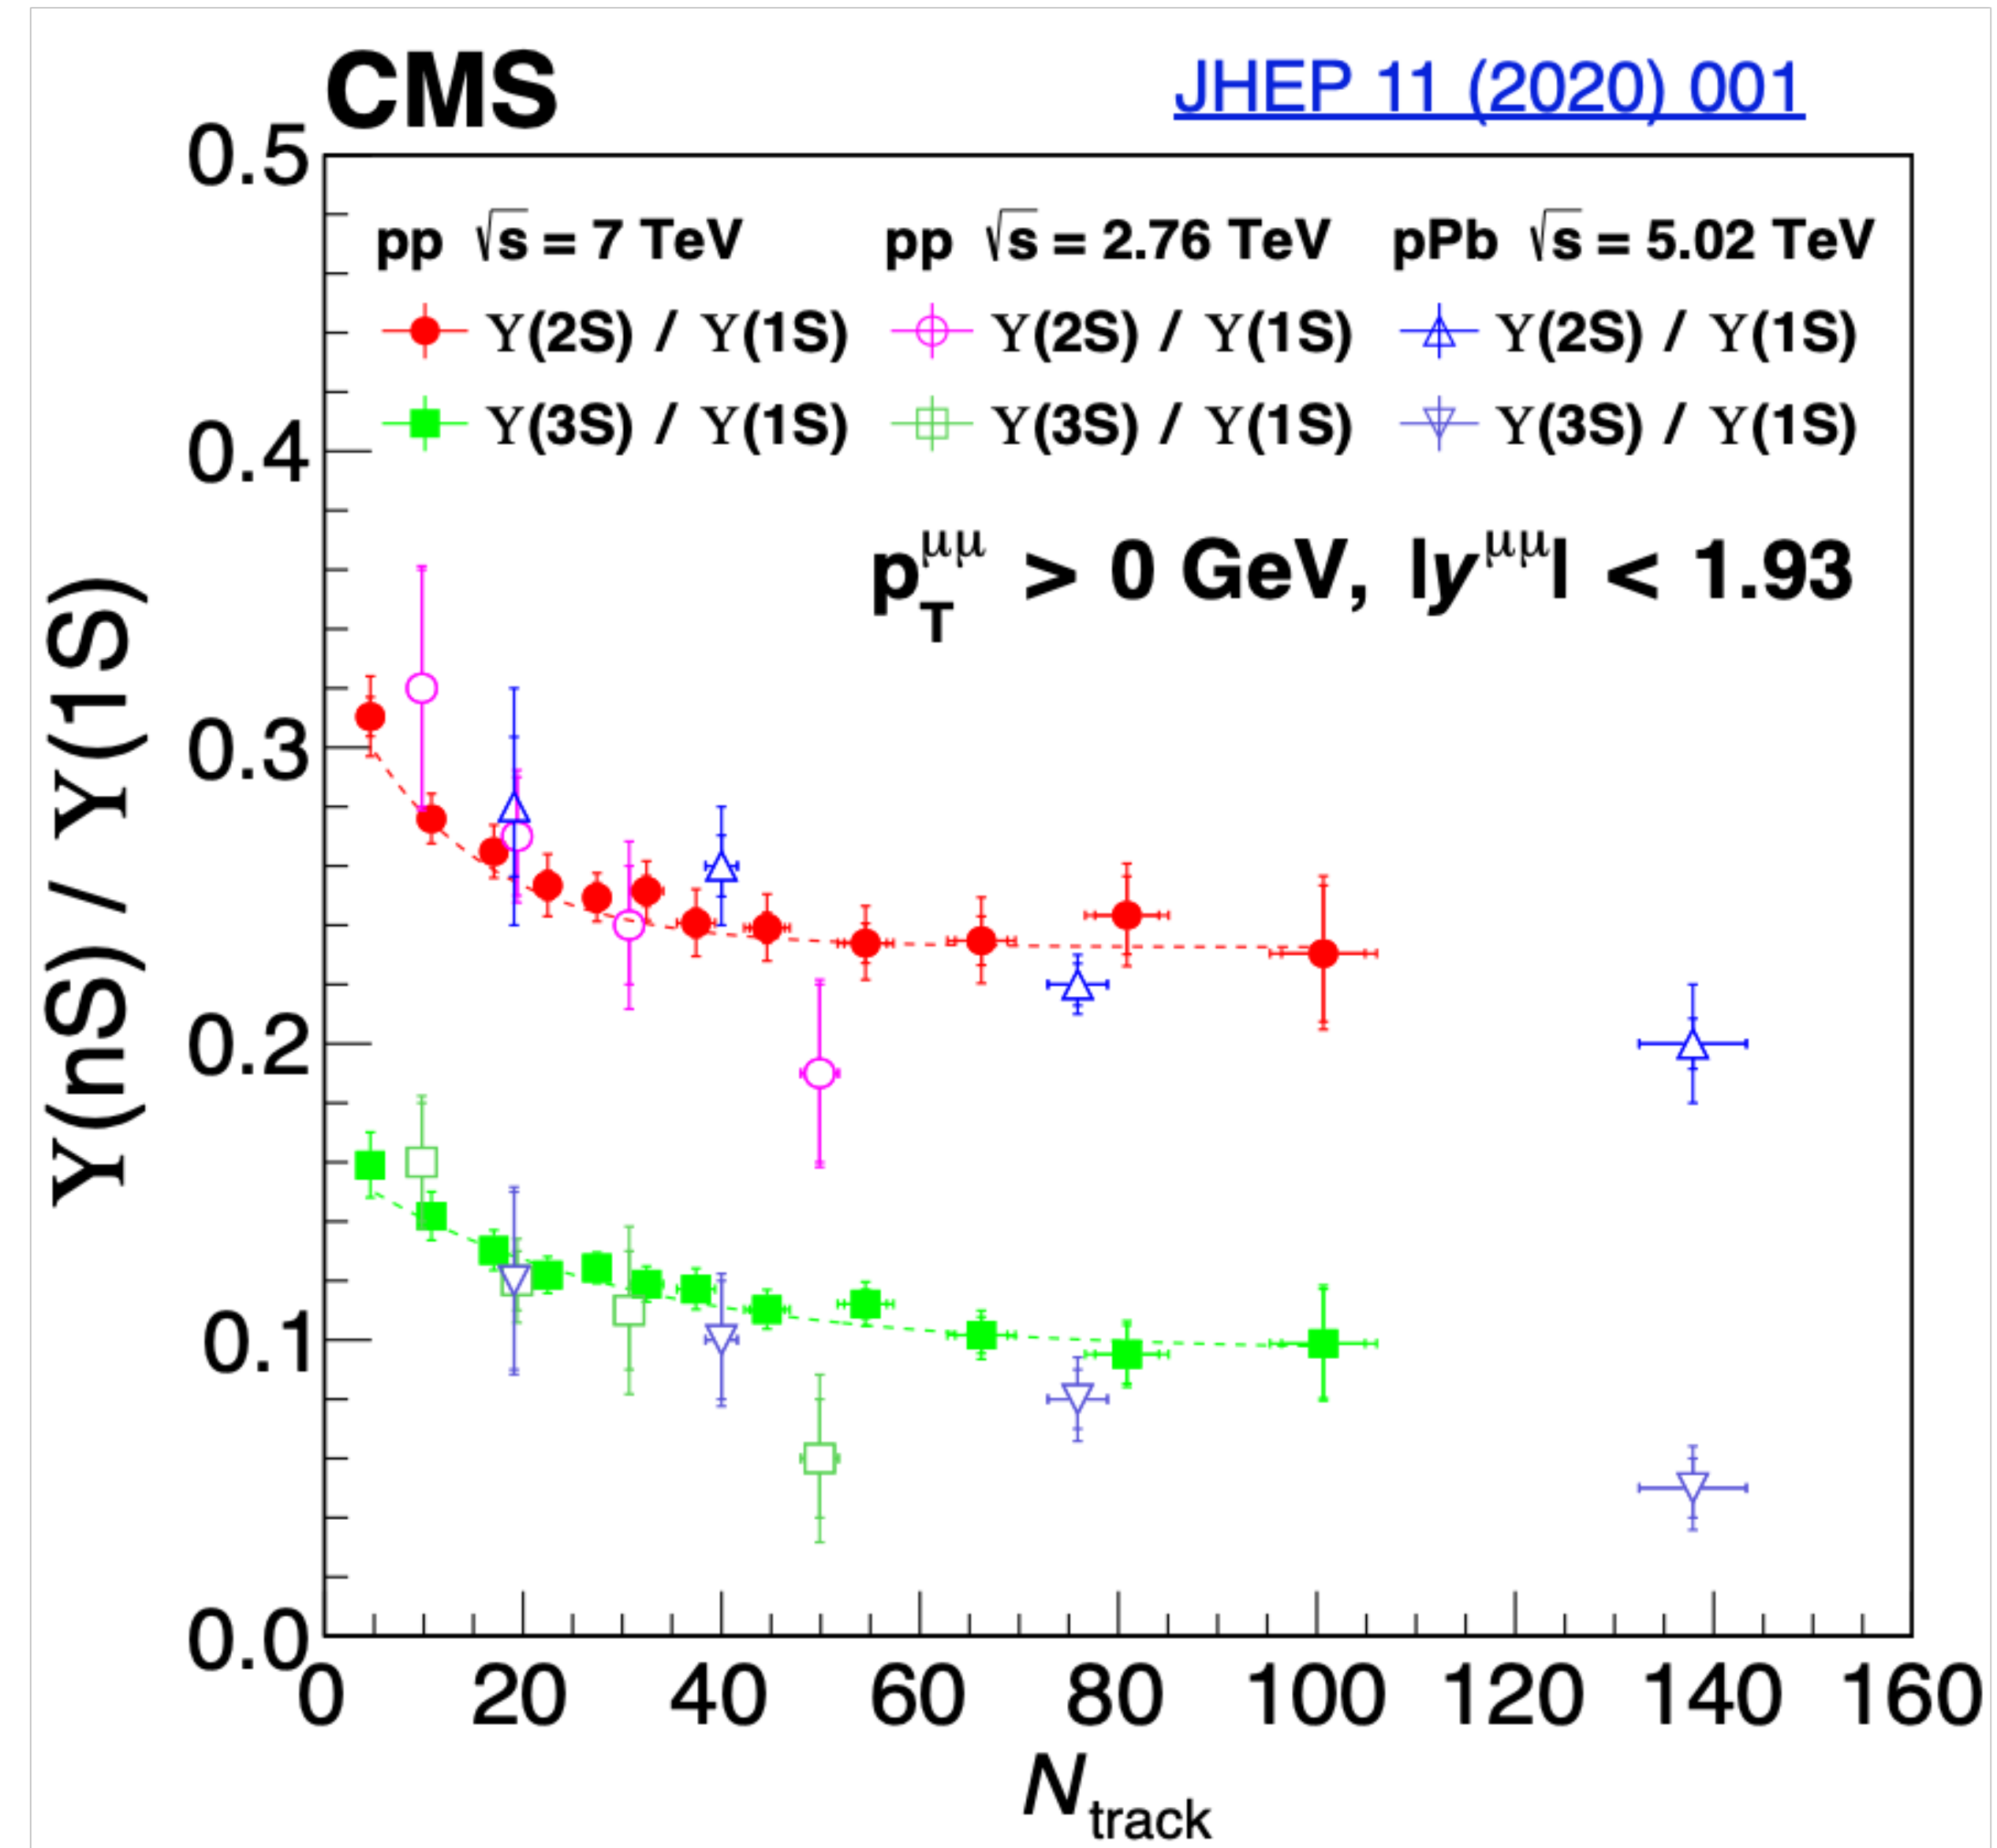 CMS JHEP 11 (2020) 001
0.5
pp √s = 7 TeV pp √s = 2.76 TeV pPb √s = 5.02 TeV
ϒ(2S) / ϒ(1S) ϒ(2S) / ϒ(1S) ϒ(2S) / ϒ(1S)
ϒ(3S) / ϒ(1S) ϒ(3S) / ϒ(1S) ϒ(3S) / ϒ(1S)
0.4
p_T^μμ > 0 GeV, |y^μμ| < 1.93
ϒ(nS) / ϒ(1S)
0.3
0.2
0.1
0.0
0 20 40 60 80 100 120 140 160
N_track